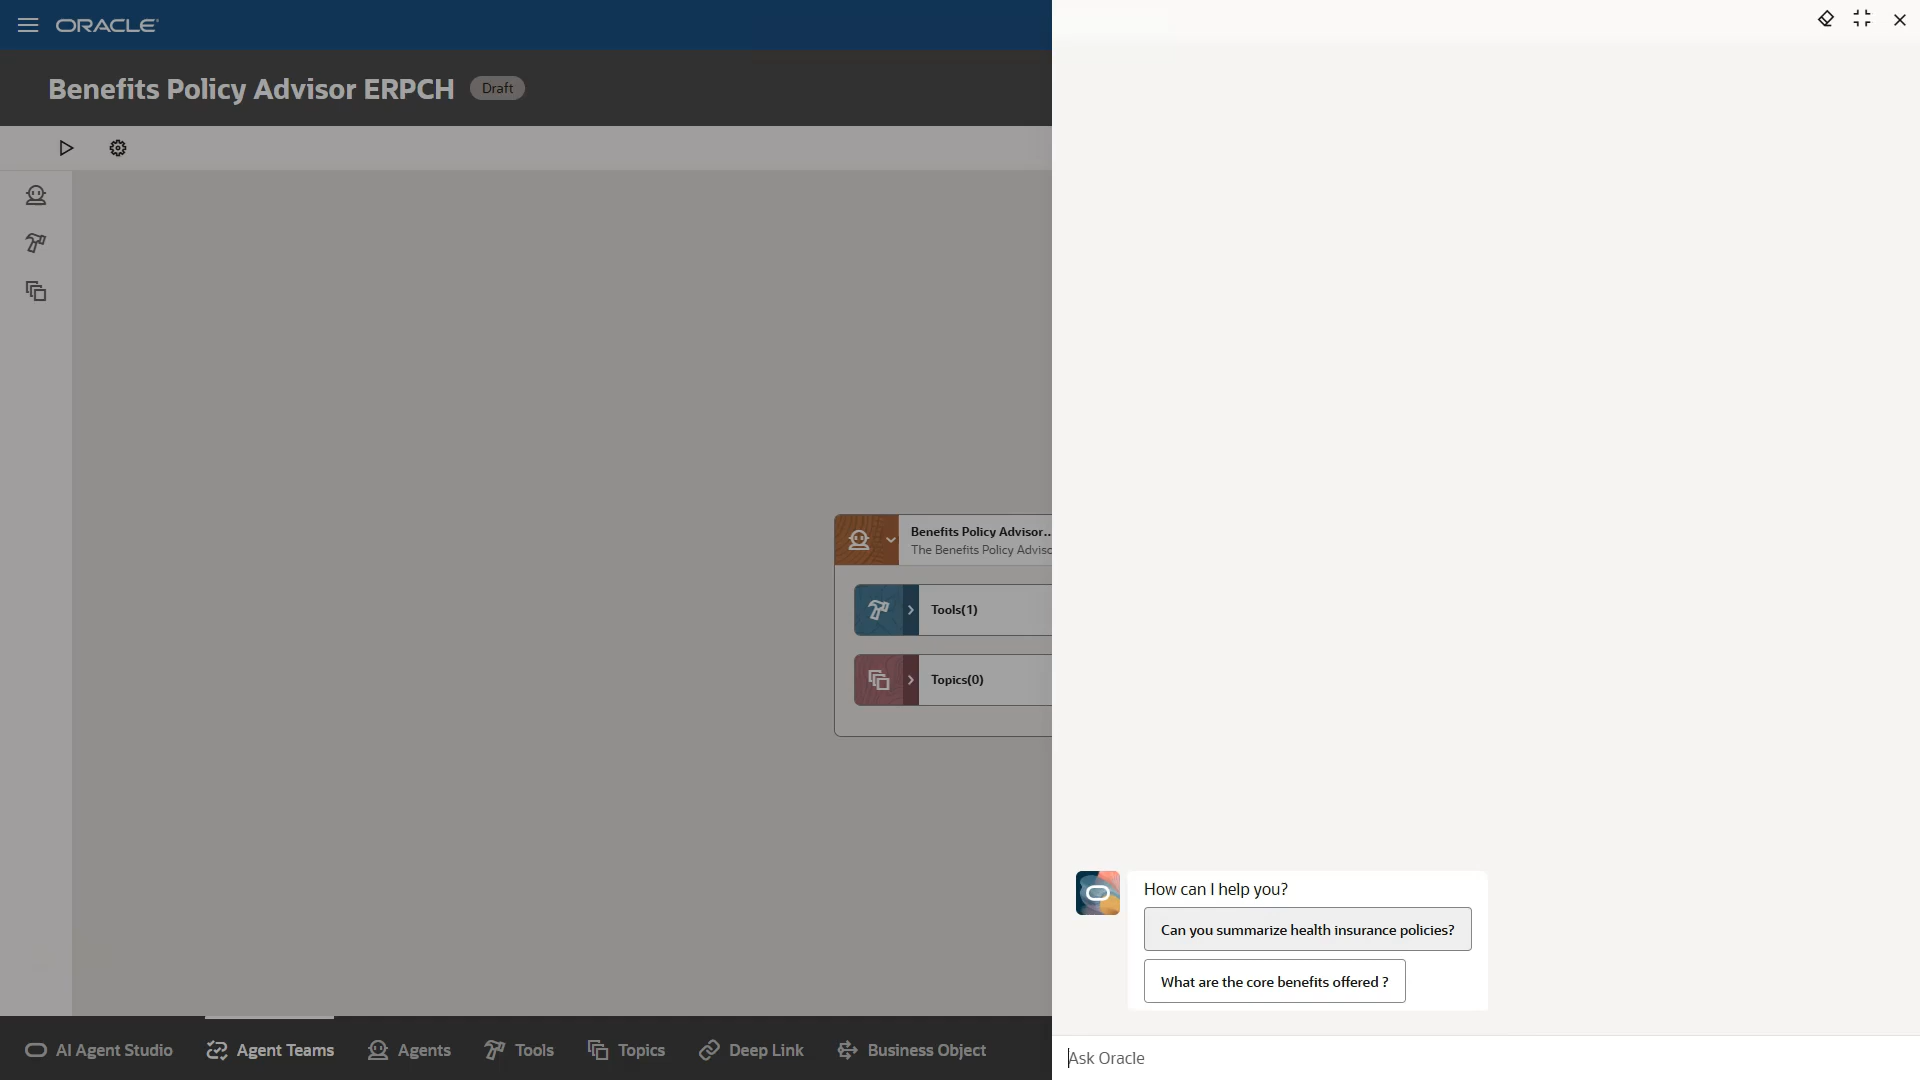 ORACLE
Benefits Policy Advisor ERPCH
Draft
Benefits Policy Advisor...
The Benefits Policy Adviso
Tools(1)
Topics(0)
How can I help you?
Can you summarize health insurance policies?
What are the core benefits offered ?
AI Agent Studio
Agent Teams
Agents
Tools
Topics
Deep Link
Business Object
Ask Oracle